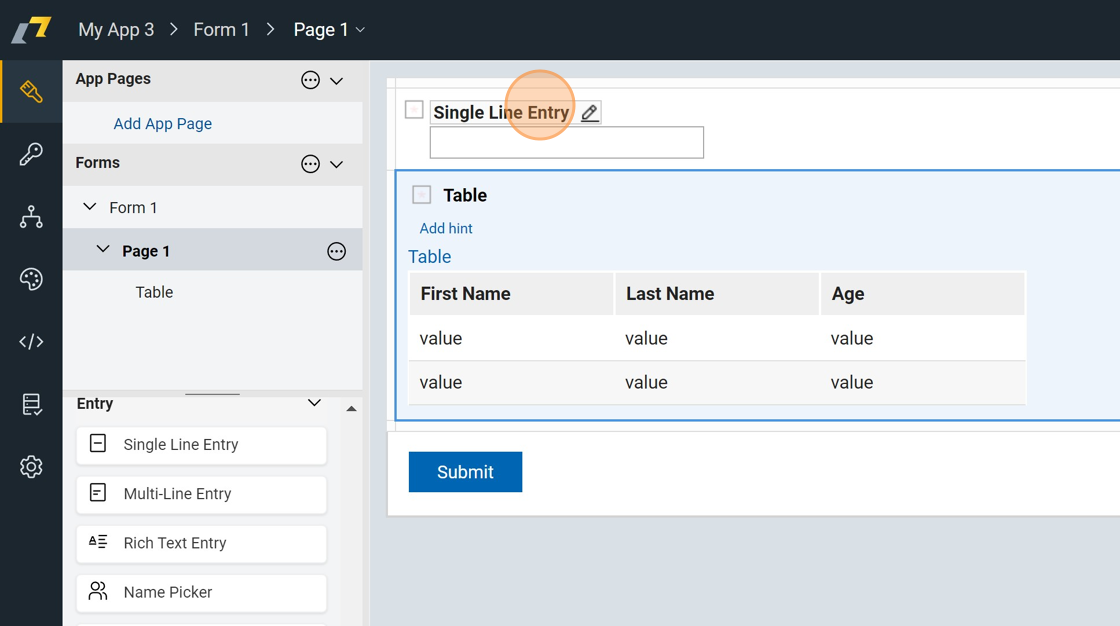 My App 3 > Form 1 > Page 1
App Pages
Add App Page
Forms
Form 1
Page 1
Table
Entry
Single Line Entry
Multi-Line Entry
Rich Text Entry
Name Picker
Single Line Entry
Table
Add hint
Table
First Name Last Name Age
value value value
value value value
Submit